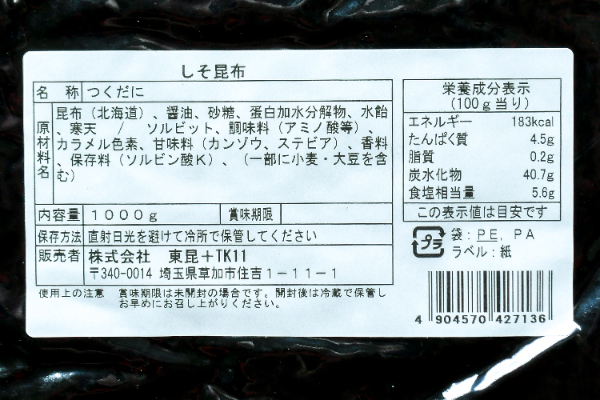 しそ昆布
名 称 つくだに
原材料名 昆布（北海道）、醤油、砂糖、蛋白加水分解物、水飴
、寒天 / ソルビット、調味料（アミノ酸等）、
カラメル色素、甘味料（カンゾウ、ステビア）、香料
、保存料（ソルビン酸K）、（一部に小麦・大豆を含
む）
内容量 1000g 賞味期限
保存方法 直射日光を避けて冷所で保管してください
販売者 株式会社 東昆+TK11
〒340-0014 埼玉県草加市住吉1-11-1
使用上の注意 賞味期限は未開封の場合です。開封後は冷蔵で保管し
お早めにお召し上がりください。
栄養成分表示
(100g当り)
エネルギー 183kcal
たんぱく質 4.5g
脂質 0.2g
炭水化物 40.7g
食塩相当量 5.6g
この表示値は目安です
プラ 袋:PE, PA
ラベル:紙
4 904570 427136